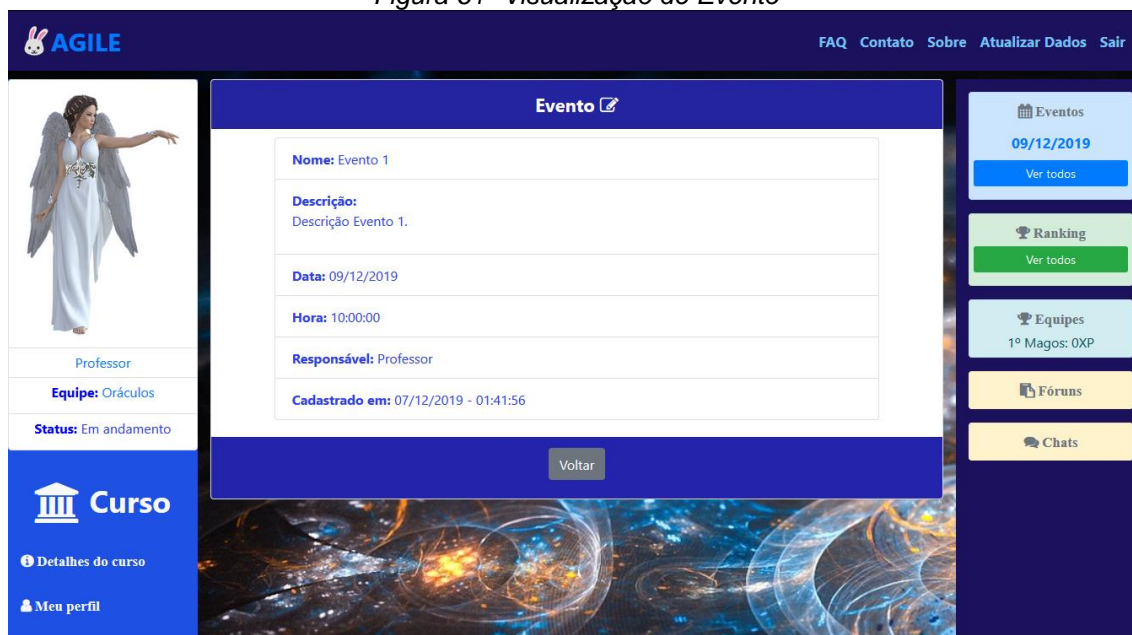 AGILE
FAQ Contato Sobre Atualizar Dados Sair
Professor
Equipe: Oráculos
Status: Em andamento
Curso
Detalhes do curso
Meu perfil
Evento
Nome: Evento 1
Descrição:
Descrição Evento 1.
Data: 09/12/2019
Hora: 10:00:00
Responsável: Professor
Cadastrado em: 07/12/2019 - 01:41:56
Voltar
Eventos
09/12/2019
Ver todos
Ranking
Ver todos
Equipes
1º Magos: 0XP
Fóruns
Chats